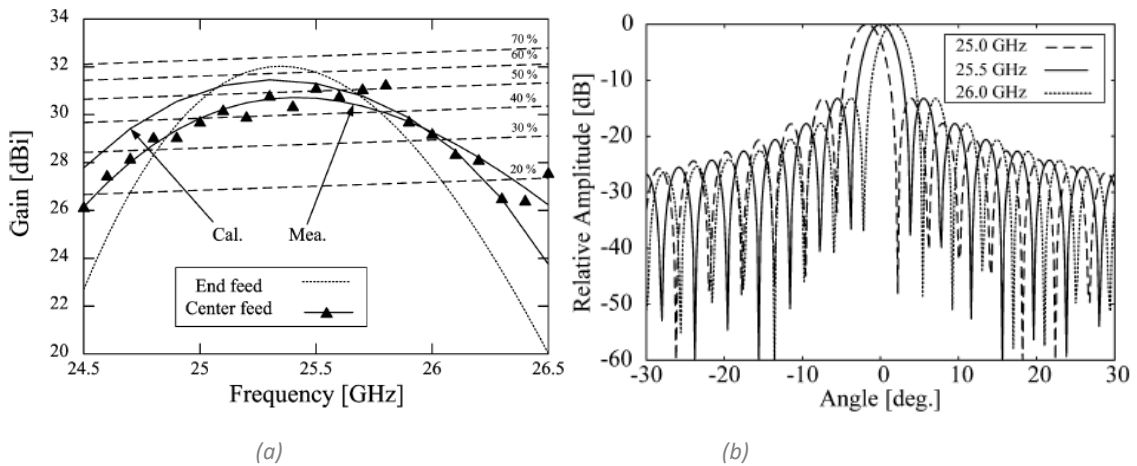 34
32
30
28
26
24
22
20
Gain [dBi]
70 %
60 %
50 %
40 %
30 %
20 %
Cal.
Mea.
End feed
Center feed
24.5
25
25.5
26
26.5
Frequency [GHz]
(a)
0
-10
-20
-30
-40
-50
-60
Relative Amplitude [dB]
25.0 GHz
25.5 GHz
26.0 GHz
-30
-20
-10
0
10
20
30
Angle [deg.]
(b)